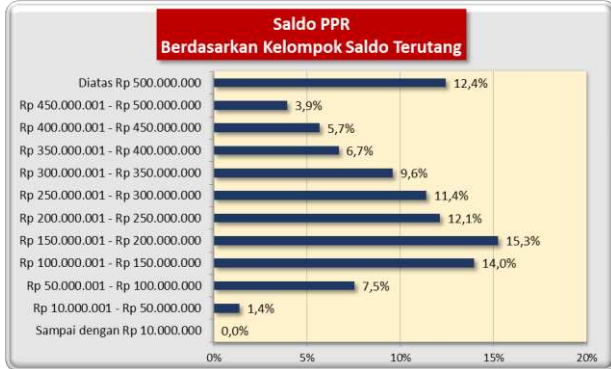 Saldo PPR
Berdasarkan Kelompok Saldo Terutang
Diatas Rp 500.000.000 12,4%
Rp 450.000.001 - Rp 500.000.000 3,9%
Rp 400.000.001 - Rp 450.000.000 5,7%
Rp 350.000.001 - Rp 400.000.000 6,7%
Rp 300.000.001 - Rp 350.000.000 9,6%
Rp 250.000.001 - Rp 300.000.000 11,4%
Rp 200.000.001 - Rp 250.000.000 12,1%
Rp 150.000.001 - Rp 200.000.000 15,3%
Rp 100.000.001 - Rp 150.000.000 14,0%
Rp 50.000.001 - Rp 100.000.000 7,5%
Rp 10.000.001 - Rp 50.000.000 1,4%
Sampai dengan Rp 10.000.000 0,0%
0% 5% 10% 15% 20%